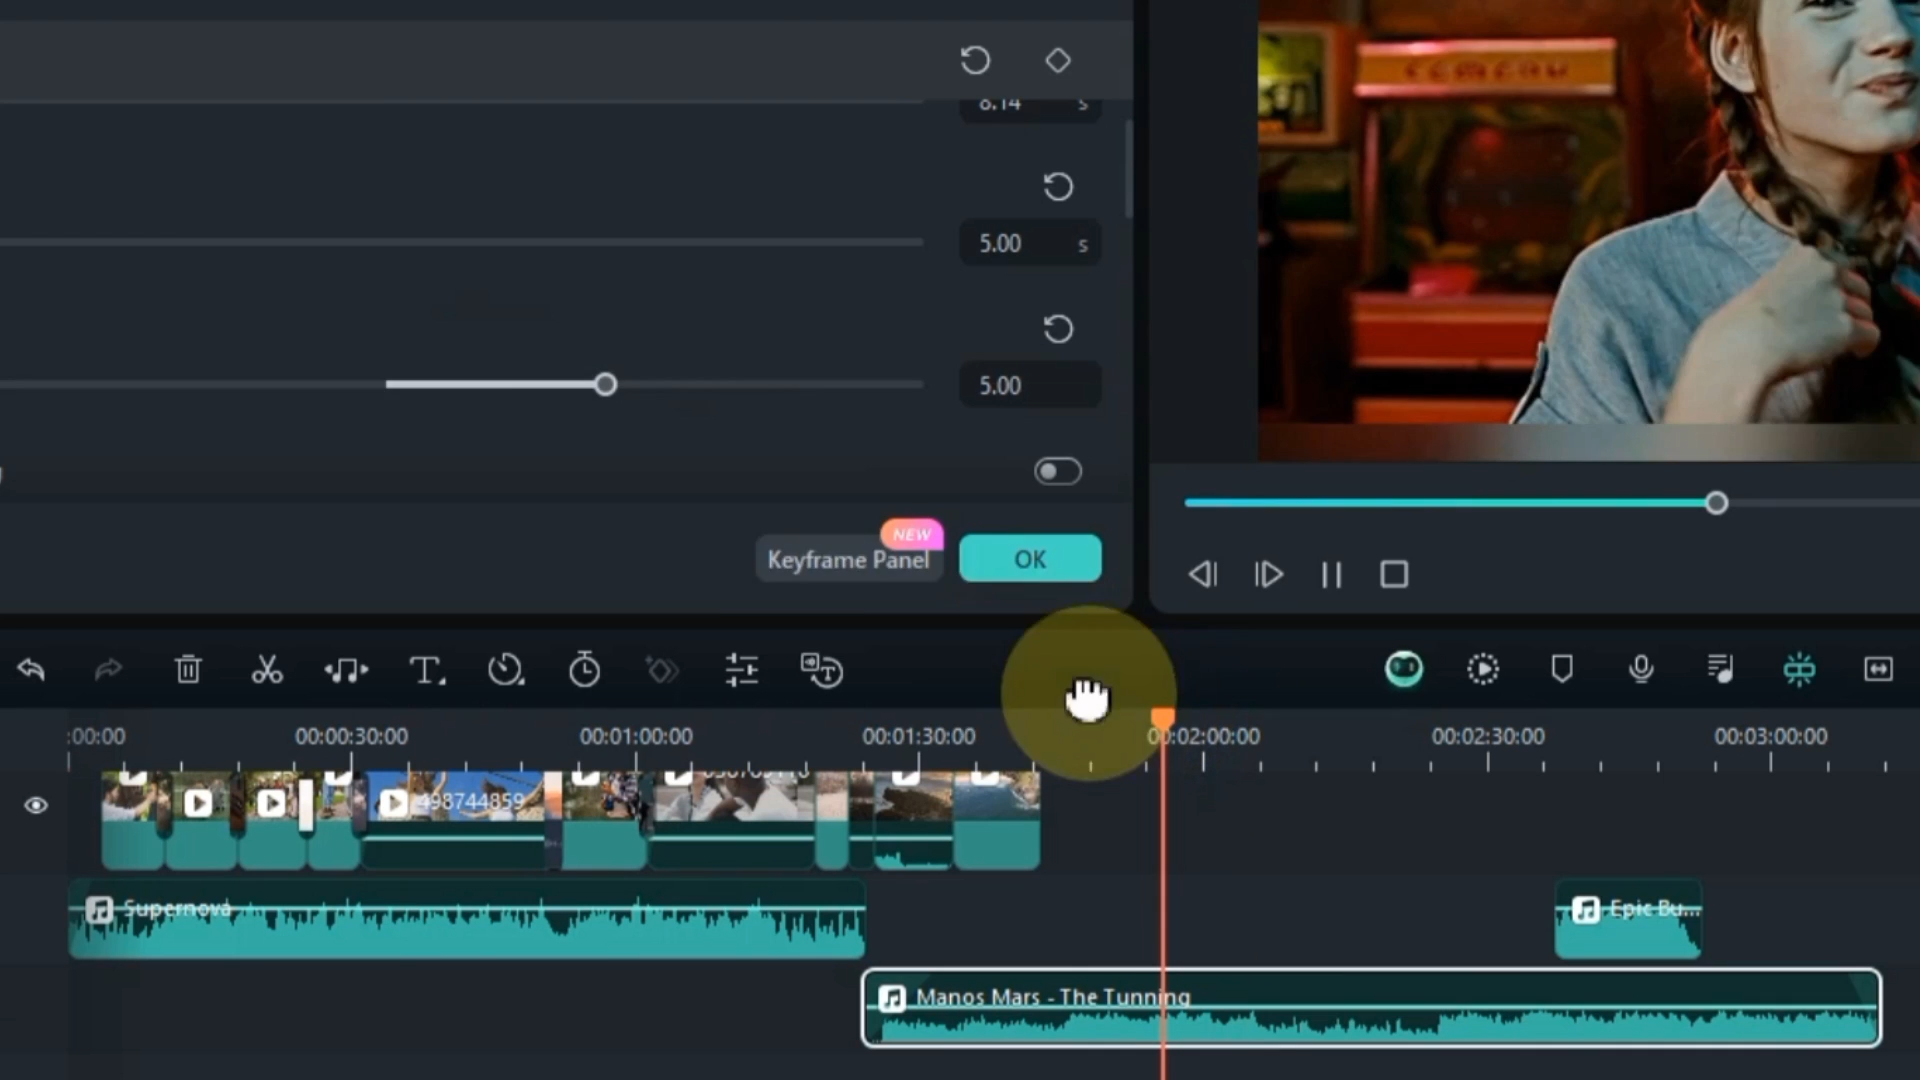 8.14 s
5.00 s
5.00
NEW
Keyframe Panel
OK
:00:00 00:00:30:00 00:01:00:00 00:01:30:00 00:02:00:00 00:02:30:00 00:03:00:00
498744859
Supernova
Epic Bu...
Manos Mars - The Tunning